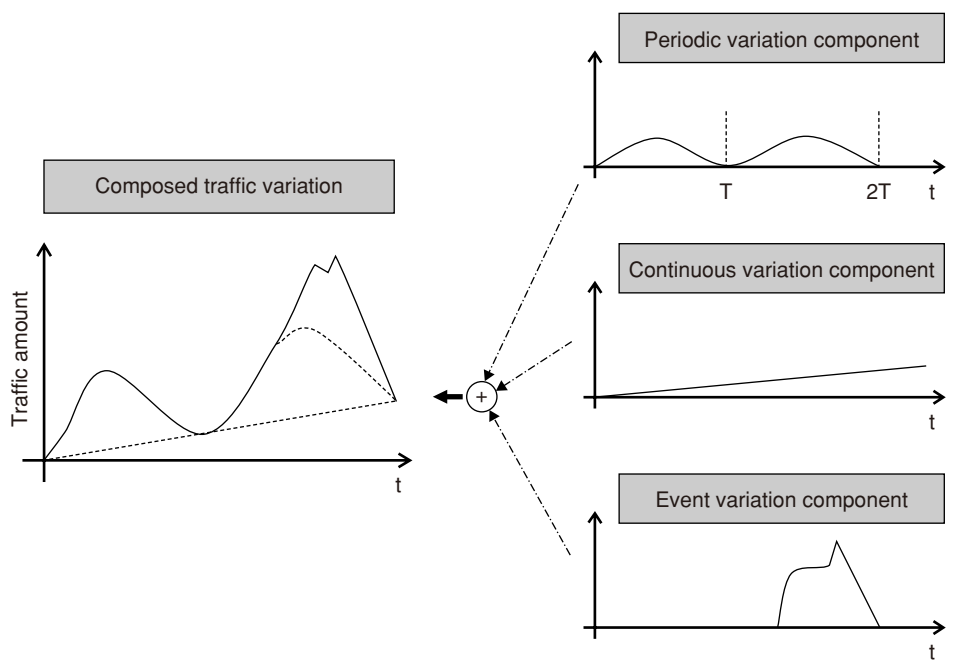 Composed traffic variation
Traffic amount
t
+
Periodic variation component
T
2T
t
Continuous variation component
t
Event variation component
t